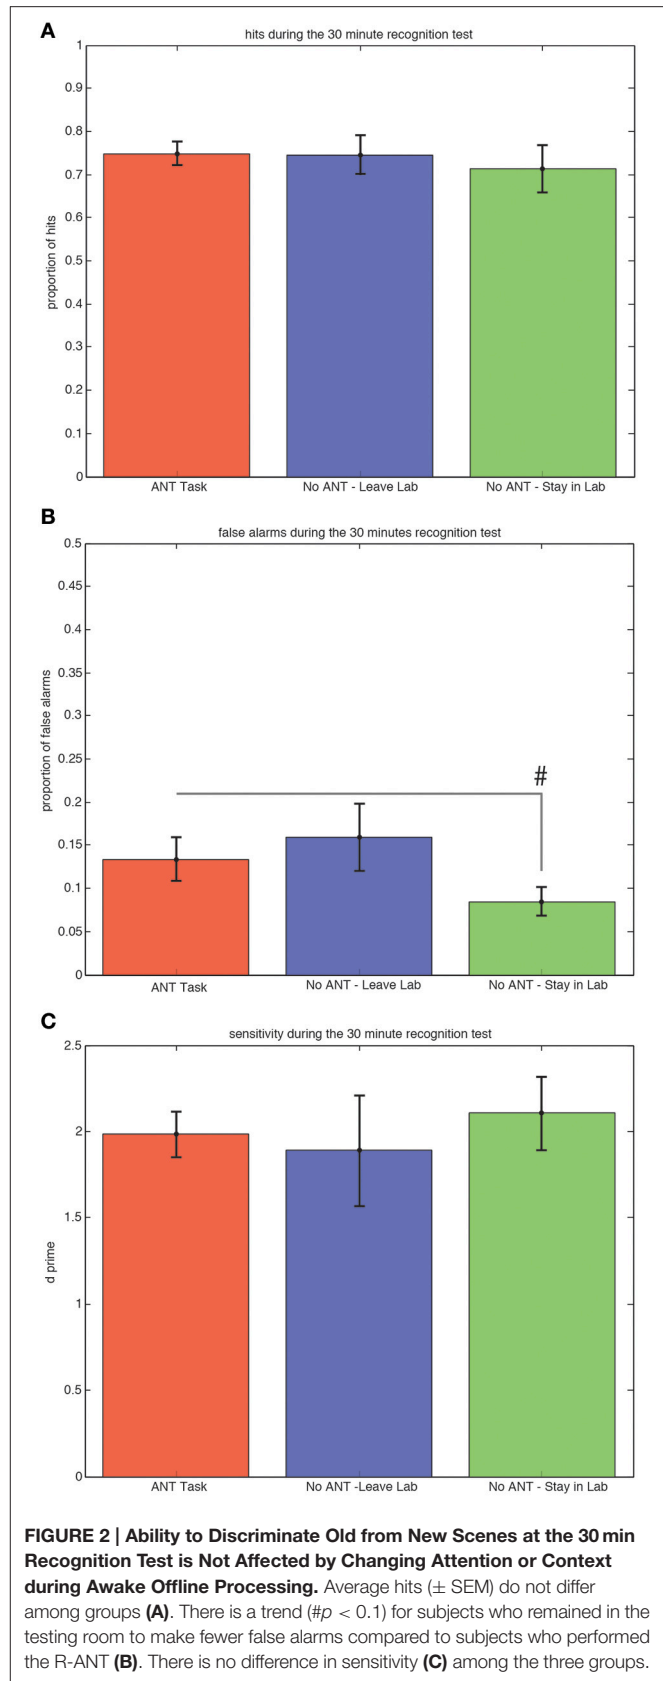 A
hits during the 30 minute recognition test
1
0.9
0.8
0.7
0.6
0.5
0.4
0.3
0.2
0.1
0
proportion of hits
ANT Task
No ANT - Leave Lab
No ANT - Stay in Lab
B
false alarms during the 30 minutes recognition test
0.5
0.45
0.4
0.35
0.3
0.25
0.2
0.15
0.1
0.05
0
proportion of false alarms
#
ANT Task
No ANT - Leave Lab
No ANT - Stay in Lab
C
sensitivity during the 30 minute recognition test
2.5
2
1.5
1
0.5
0
d prime
ANT Task
No ANT -Leave Lab
No ANT - Stay in Lab
FIGURE 2 | Ability to Discriminate Old from New Scenes at the 30 min
Recognition Test is Not Affected by Changing Attention or Context
during Awake Offline Processing. Average hits (± SEM) do not differ
among groups (A). There is a trend (#p < 0.1) for subjects who remained in the
testing room to make fewer false alarms compared to subjects who performed
the R-ANT (B). There is no difference in sensitivity (C) among the three groups.